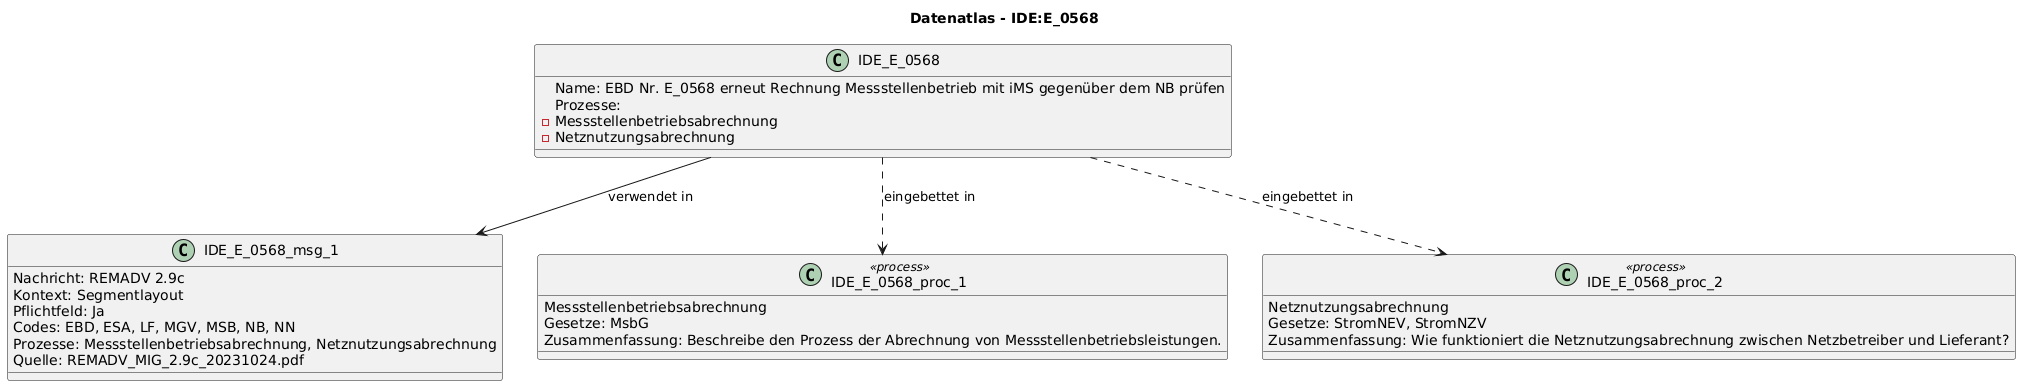 Datenatlas - IDE:E_0568
C IDE_E_0568
Name: EBD Nr. E_0568 erneut Rechnung Messstellenbetrieb mit iMS gegenüber dem NB prüfen
Prozesse:
Messstellenbetriebsabrechnung
Netznutzungsabrechnung
verwendet in
eingebettet in
eingebettet in
C IDE_E_0568_msg_1
Nachricht: REMADV 2.9c
Kontext: Segmentlayout
Pflichtfeld: Ja
Codes: EBD, ESA, LF, MGV, MSB, NB, NN
Prozesse: Messstellenbetriebsabrechnung, Netznutzungsabrechnung
Quelle: REMADV_MIG_2.9c_20231024.pdf
«process»
C IDE_E_0568_proc_1
Messstellenbetriebsabrechnung
Gesetze: MsbG
Zusammenfassung: Beschreibe den Prozess der Abrechnung von Messstellenbetriebsleistungen.
«process»
C IDE_E_0568_proc_2
Netznutzungsabrechnung
Gesetze: StromNEV, StromNZV
Zusammenfassung: Wie funktioniert die Netznutzungsabrechnung zwischen Netzbetreiber und Lieferant?